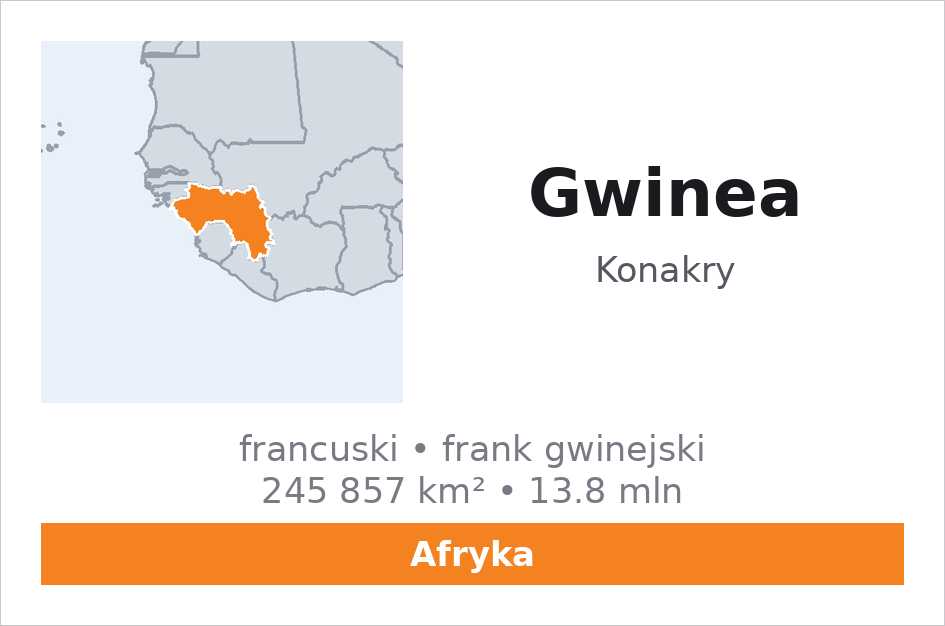 Gwinea
Konakry
francuski • frank gwinejski
245 857 km² • 13.8 mln
Afryka